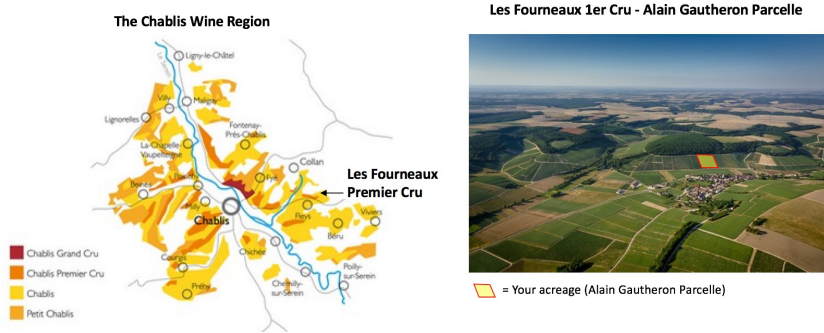 The Chablis Wine Region
Les Fourneaux 1er Cru - Alain Gautheron Parcelle
Ligny-le-Châtel
Le Serein
Villy
Maligny
Lignorelles
Fontenay-
Près-Chablis
La-Chapelle-
Vaupelteigne
Collan
Fyé
Poinchy
Beines
Milly
Chablis
Les Fourneaux
Premier Cru
Fleys
Viviers
Béru
Chichée
Courgis
Préhy
Chemilly-
sur-Serein
Poilly-
sur-Serein
Chablis Grand Cru
Chablis Premier Cru
Chablis
Petit Chablis
= Your acreage (Alain Gautheron Parcelle)